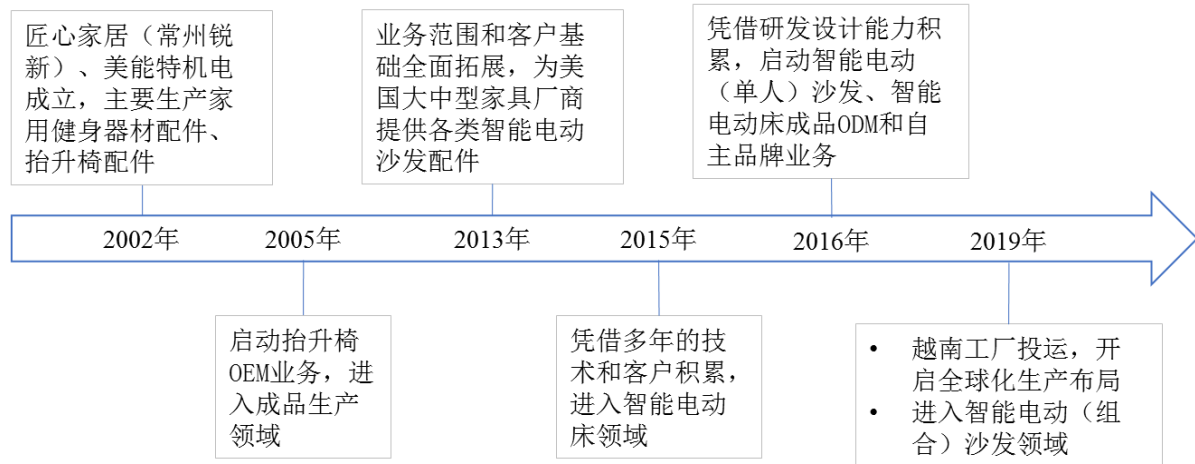 匠心家居（常州锐
新）、美能特机电
成立，主要生产家
用健身器材配件、
抬升椅配件
业务范围和客户基
础全面拓展，为美
国大中型家具厂商
提供各类智能电动
沙发配件
凭借研发设计能力积
累，启动智能电动
（单人）沙发、智能
电动床成品ODM和自
主品牌业务
2002年
2005年
2013年
2015年
2016年
2019年
启动抬升椅
OEM业务，进
入成品生产
领域
凭借多年的技
术和客户积累，
进入智能电动
床领域
• 越南工厂投运，开
启全球化生产布局
• 进入智能电动（组
合）沙发领域